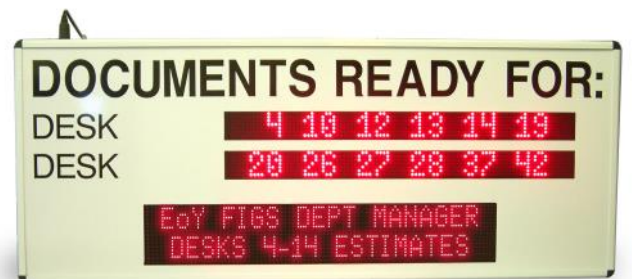 DOCUMENTS READY FOR:
DESK 4 10 12 13 14 19
DESK 20 26 27 28 37 42
EoY FIGS DEPT MANAGER
DESKS 4-14 ESTIMATES